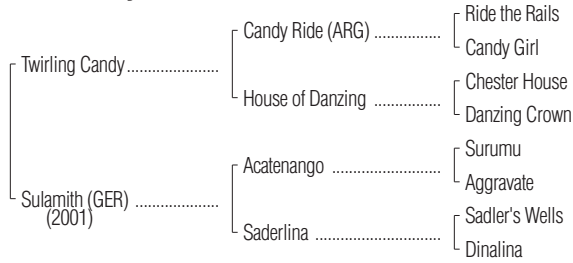 Ride the Rails
Candy Ride (ARG) ................
Candy Girl
Twirling Candy ......................
Chester House
House of Danzing ................
Danzing Crown
Surumu
Acatenango ..........................
Aggravate
Sulamith (GER) ....................
(2001)
Sadler's Wells
Saderlina ..............................
Dinalina